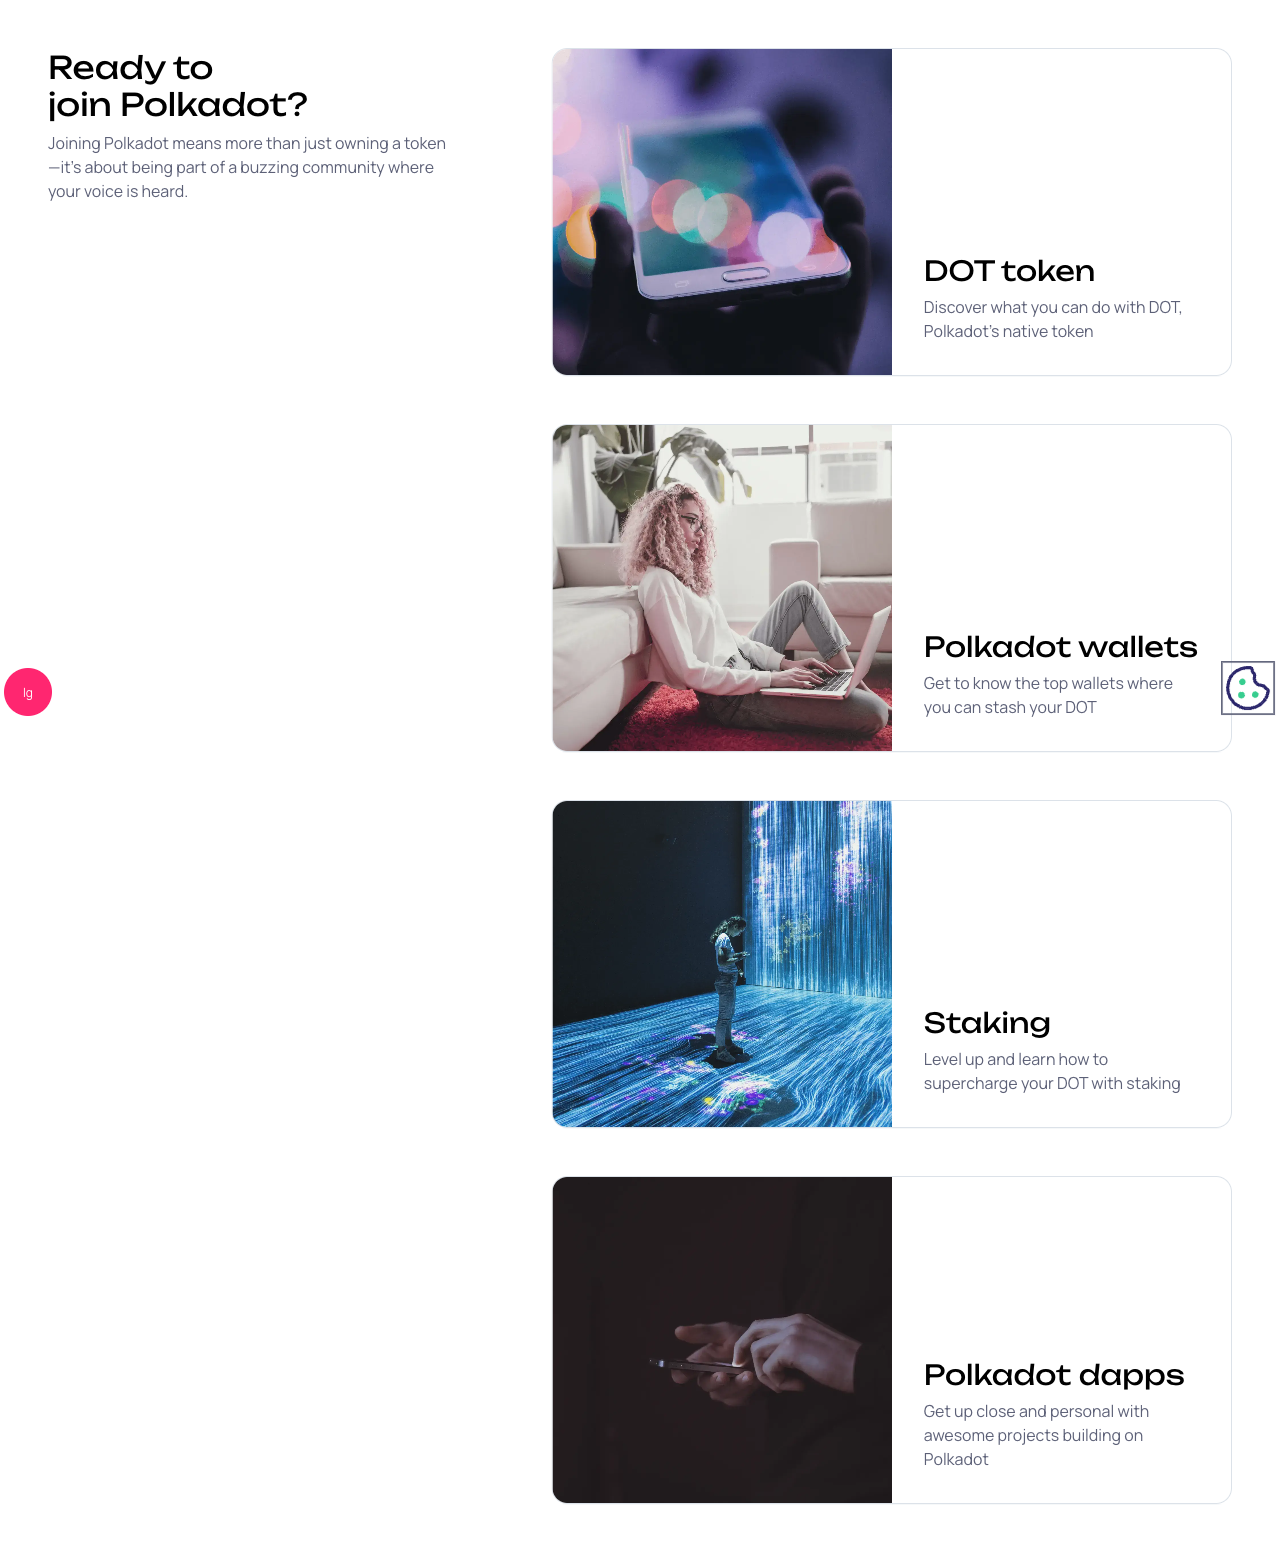 Ready to
join Polkadot?
Joining Polkadot means more than just owning a token
—it's about being part of a buzzing community where
your voice is heard.
DOT token
Discover what you can do with DOT,
Polkadot's native token
Polkadot wallets
Get to know the top wallets where
you can stash your DOT
lg
Staking
Level up and learn how to
supercharge your DOT with staking
Polkadot dapps
Get up close and personal with
awesome projects building on
Polkadot